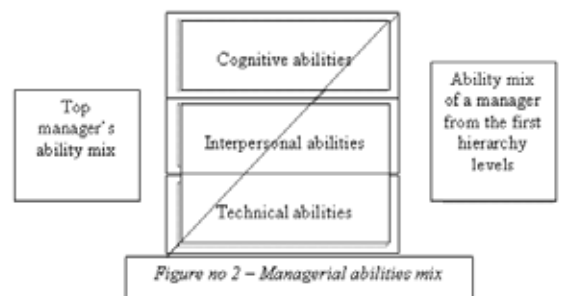 Top
manager's
ability mix
Cognitive abilities
Interpersonal abilities
Technical abilities
Ability mix
of a manager
from the first
hierarchy
levels
Figure no 2 – Managerial abilities mix